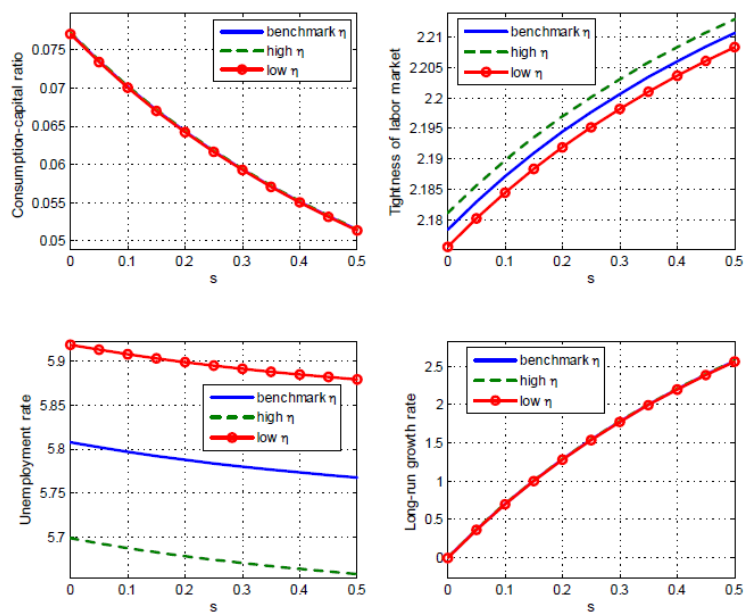 Consumption-capital ratio
0.075
0.07
0.065
0.06
0.055
0.05
benchmark η
high η
low η
0
0.1
0.2
0.3
0.4
0.5
s
Tightness of labor market
2.21
2.205
2.2
2.195
2.19
2.185
2.18
benchmark η
high η
low η
0
0.1
0.2
0.3
0.4
0.5
s
Unemployment rate
5.9
5.85
5.8
5.75
5.7
benchmark η
high η
low η
0
0.1
0.2
0.3
0.4
0.5
s
Long-run growth rate
2.5
2
1.5
1
0.5
0
benchmark η
high η
low η
0
0.1
0.2
0.3
0.4
0.5
s